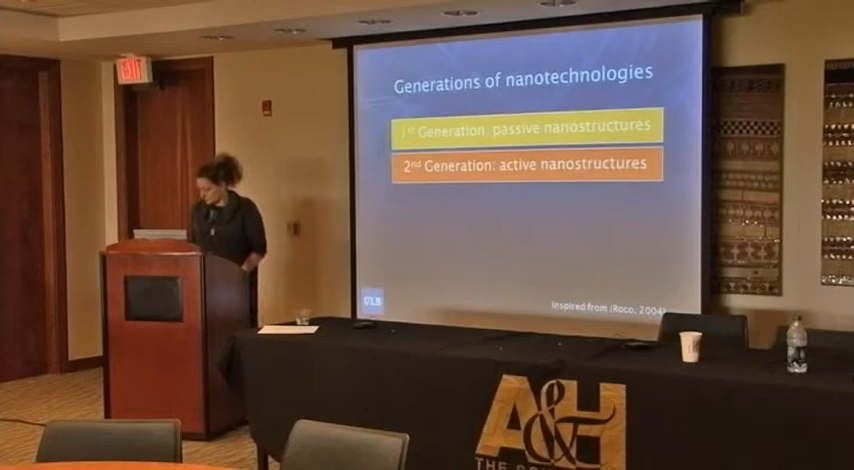 EXIT
Generations of nanotechnologies
1st Generation: passive nanostructures
2nd Generation: active nanostructures
ULB
Inspired from (Roco, 2004)
A&H
THE